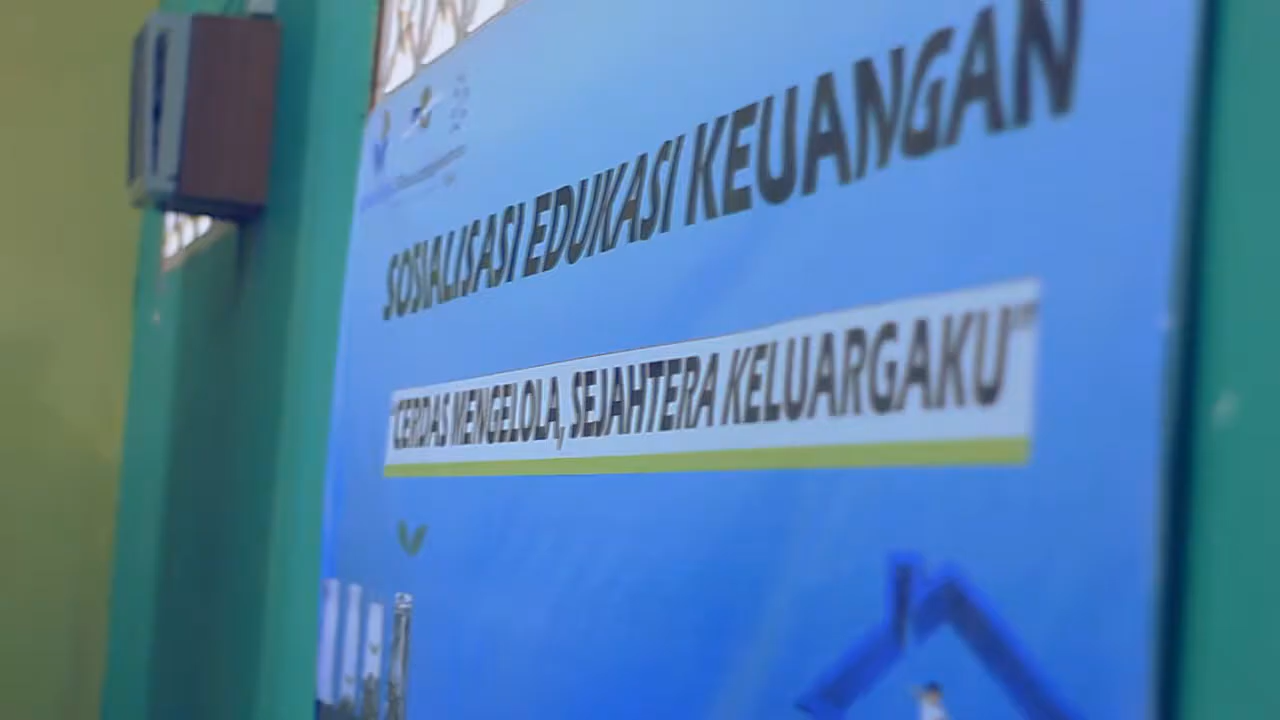 SOSIALISASI EDUKASI KEUANGAN
"CERDAS MENGELOLA, SEJAHTERA KELUARGAKU"